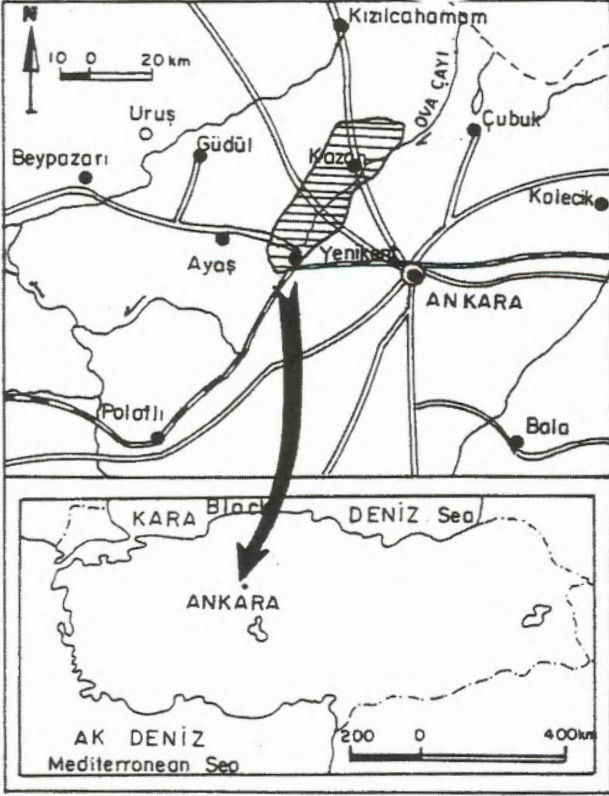 N
Kızılcahamam
10 0 20 km
OVA ÇAYI
Uruş
Çubuk
Güdül
Kazan
Beypazarı
Kalecik
Ayaş
Yenikent
ANKARA
Polatlı
Bala
KARA Black DENİZ Sea
ANKARA
AK DENİZ
Mediterronean Sea
200 0 400km